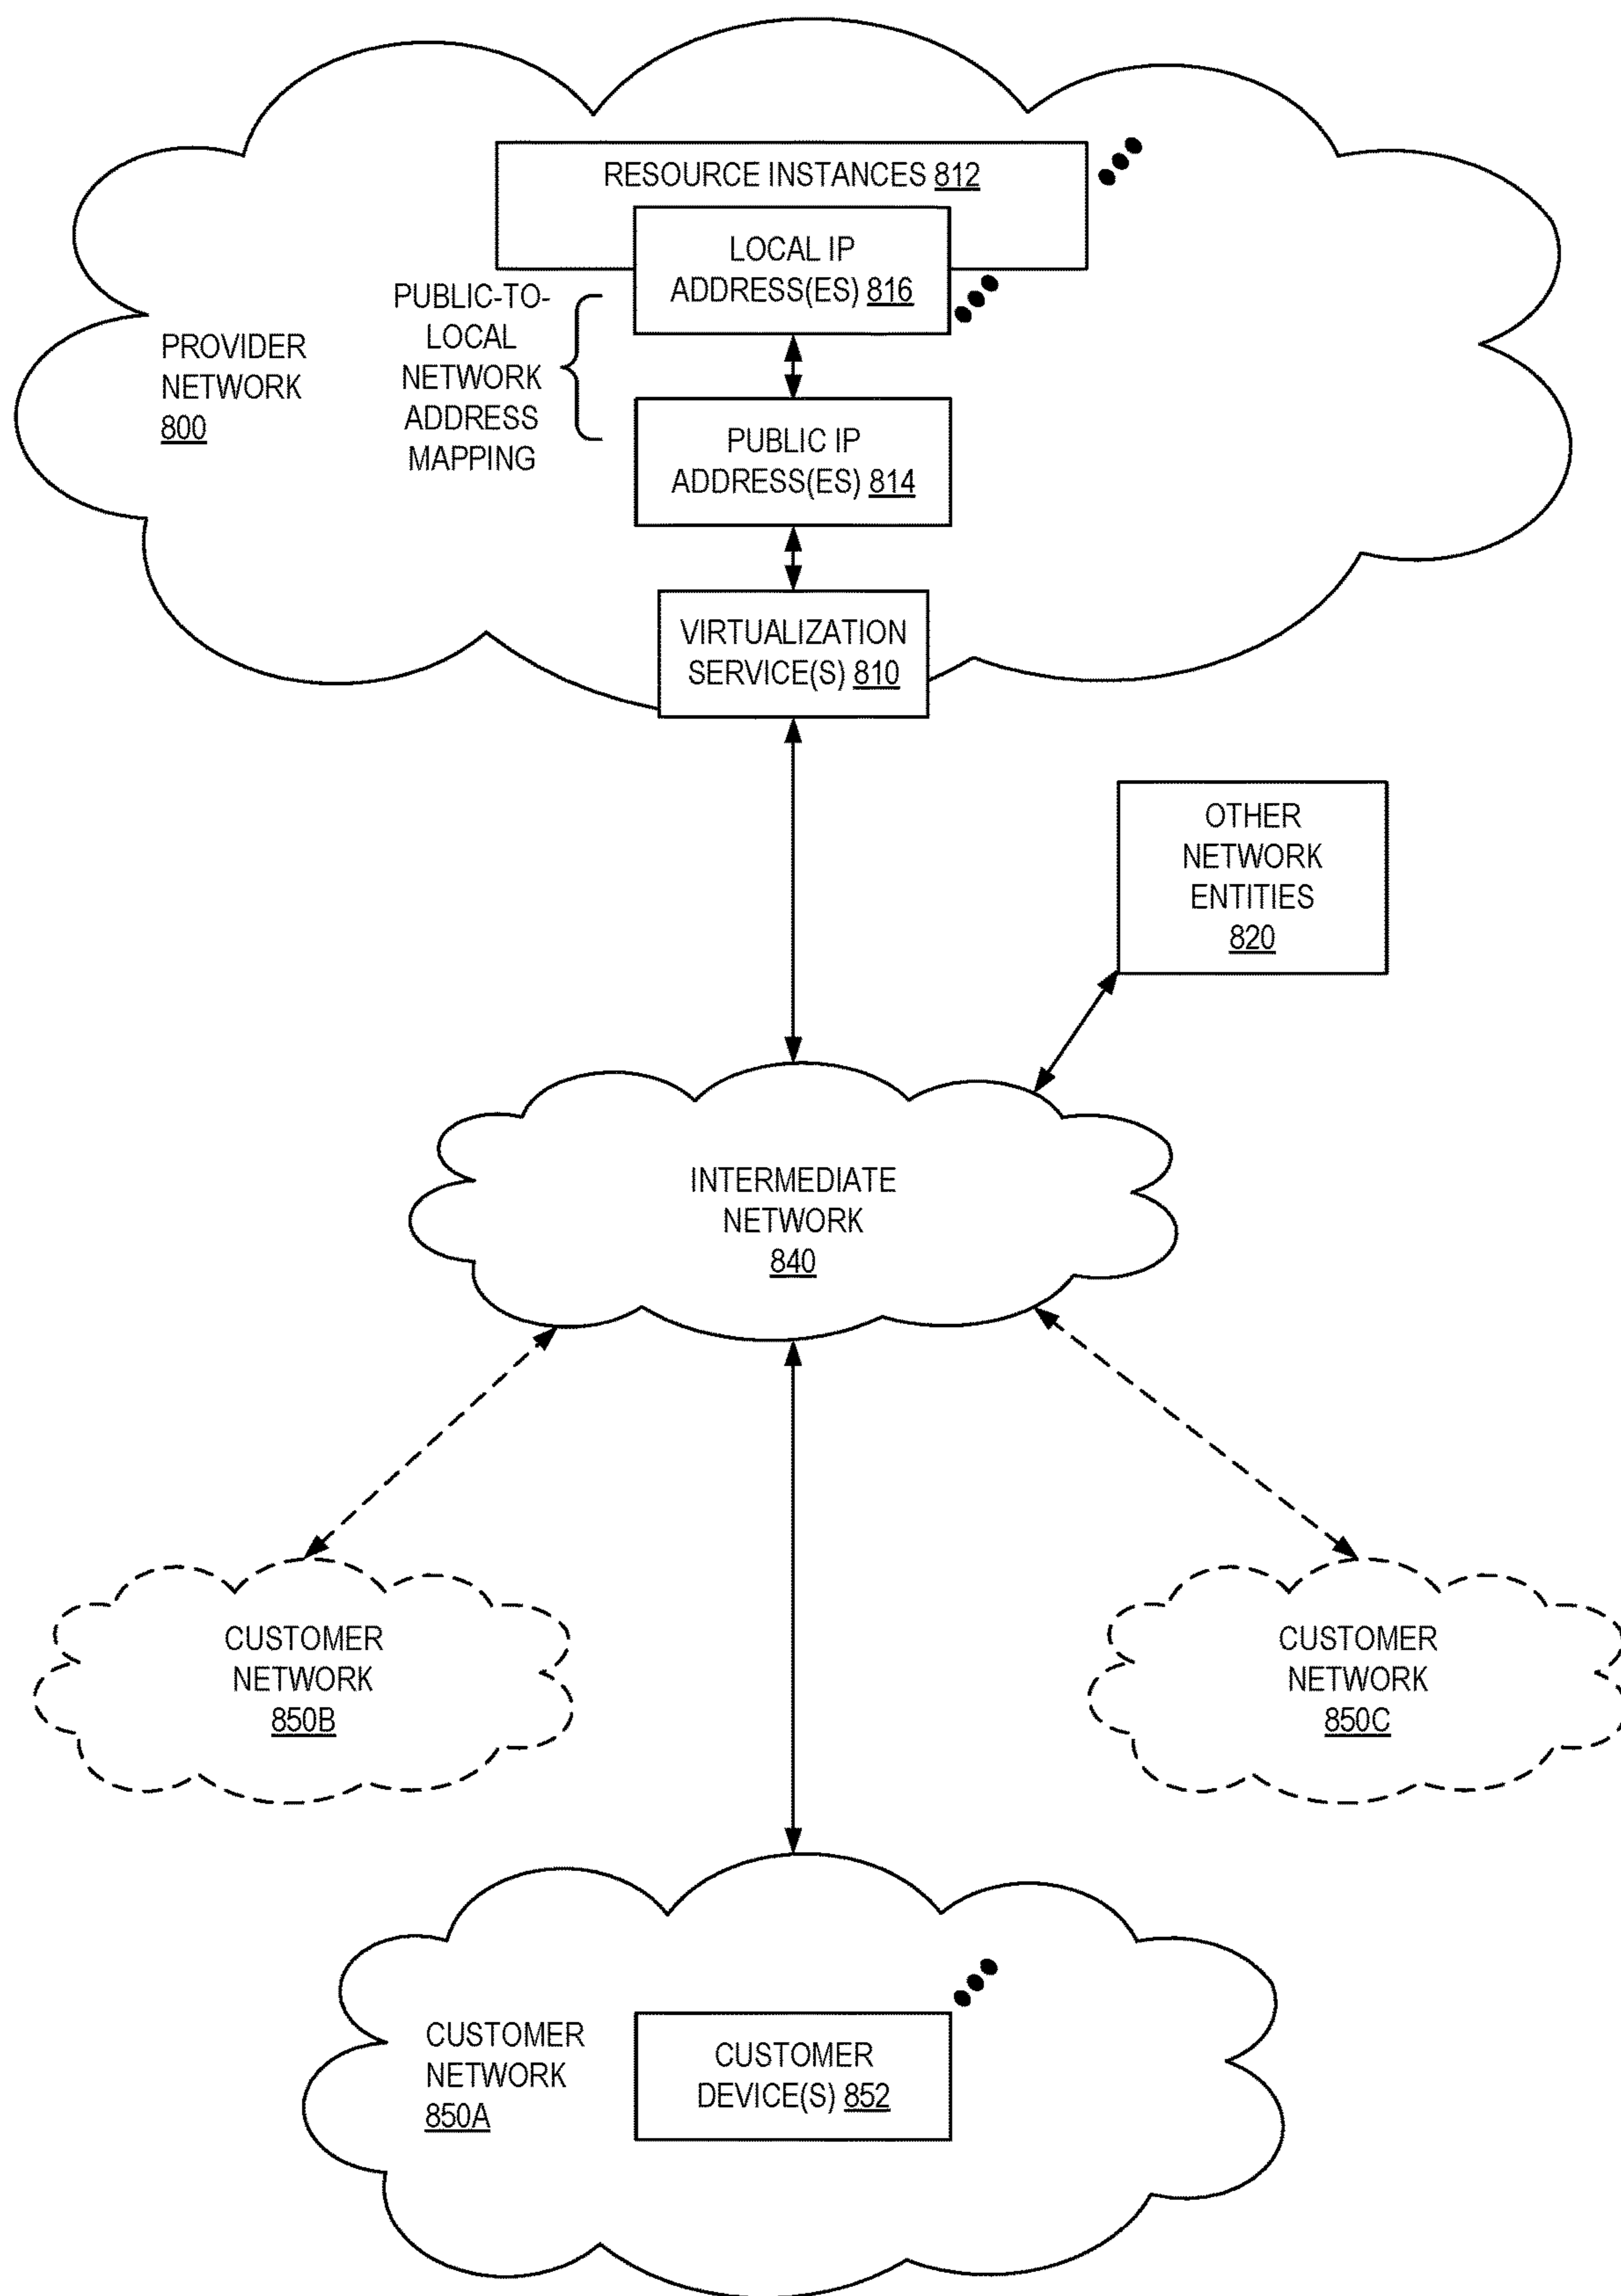 RESOURCE INSTANCES 812
LOCAL IP
ADDRESS(ES) 816
PUBLIC-TO-
LOCAL
NETWORK
ADDRESS
MAPPING
PROVIDER
NETWORK
800
PUBLIC IP
ADDRESS(ES) 814
VIRTUALIZATION
SERVICE(S) 810
OTHER
NETWORK
ENTITIES
820
INTERMEDIATE
NETWORK
840
CUSTOMER
NETWORK
850B
CUSTOMER
NETWORK
850C
CUSTOMER
NETWORK
850A
CUSTOMER
DEVICE(S) 852